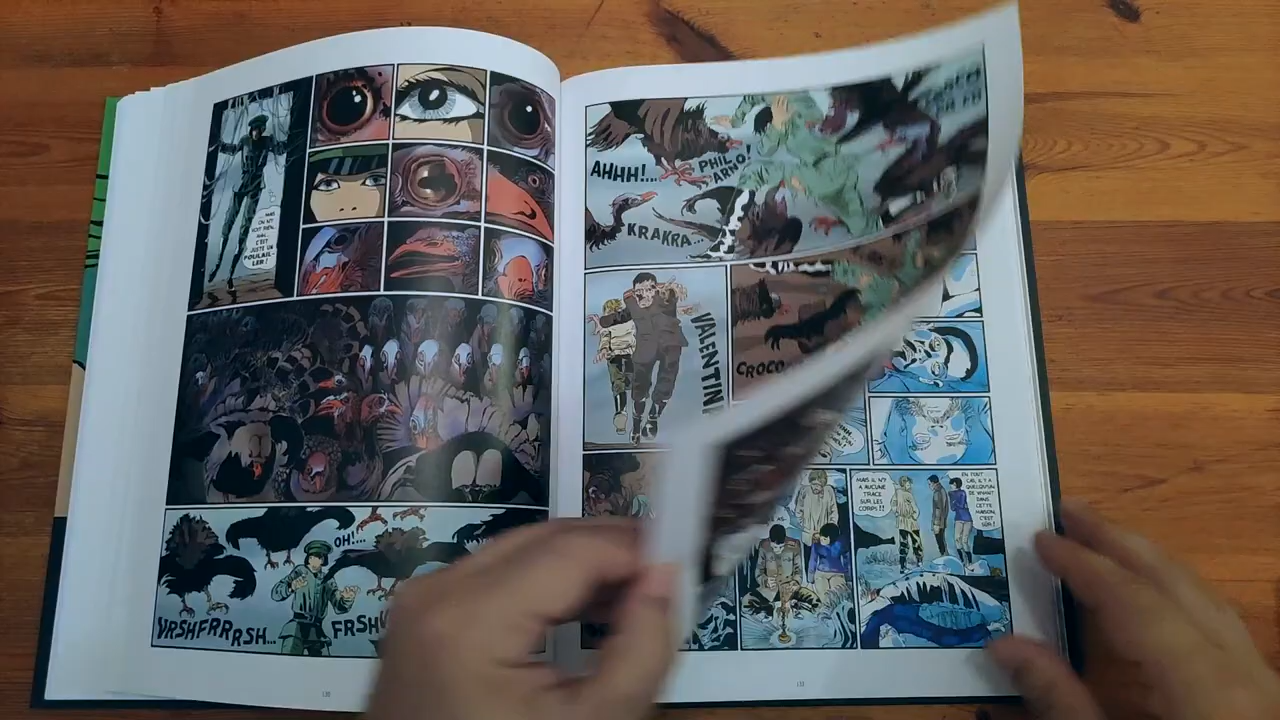 MAIS
ON N'Y
VOIT RIEN.
MAIS
C'EST
JUSTE UN
POULAIL-
LER!
OH!...
VRSHFRRRSH...
FRSH
AHHH!...
PHIL
ARNO!
KRAKRA...
VALENTIN
CROCO
MAIS IL N'Y
A AUCUNE
TRACE
SUR LES
CORPS!!
EN TOUT
CAS, IL Y A
QUELQU'UN
DE VIVANT
DANS
CETTE
MAISON,
C'EST
SÛR!